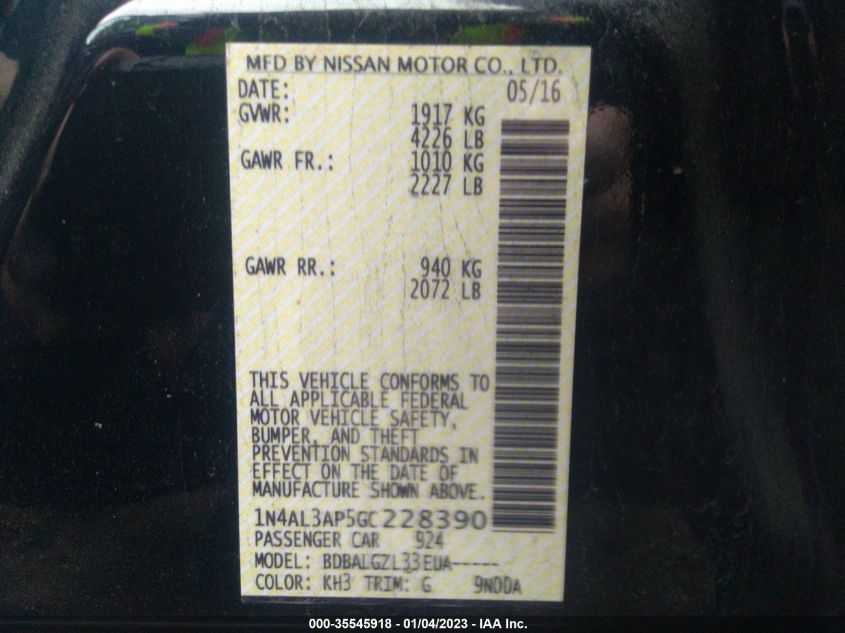 MFD BY NISSAN MOTOR CO., LTD.
DATE: 05/16
GVWR: 1917 KG
4226 LB
GAWR FR.: 1010 KG
2227 LB
GAWR RR.: 940 KG
2072 LB
THIS VEHICLE CONFORMS TO
ALL APPLICABLE FEDERAL
MOTOR VEHICLE SAFETY,
BUMPER, AND THEFT
PREVENTION STANDARDS IN
EFFECT ON THE DATE OF
MANUFACTURE SHOWN ABOVE.
1N4AL3AP5GC228390
PASSENGER CAR 924
MODEL: BDBALGZL33EUA-----
COLOR: KH3 TRIM: G 9NDDA
000-35545918 - 01/04/2023 - IAA Inc.